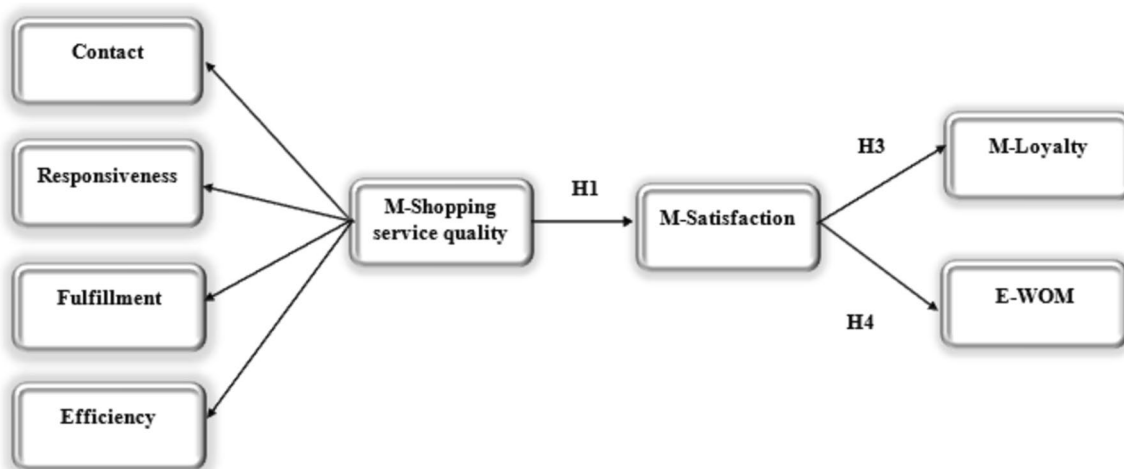 Contact
Responsiveness
Fulfillment
Efficiency
M-Shopping
service quality
H1
M-Satisfaction
H3
H4
M-Loyalty
E-WOM